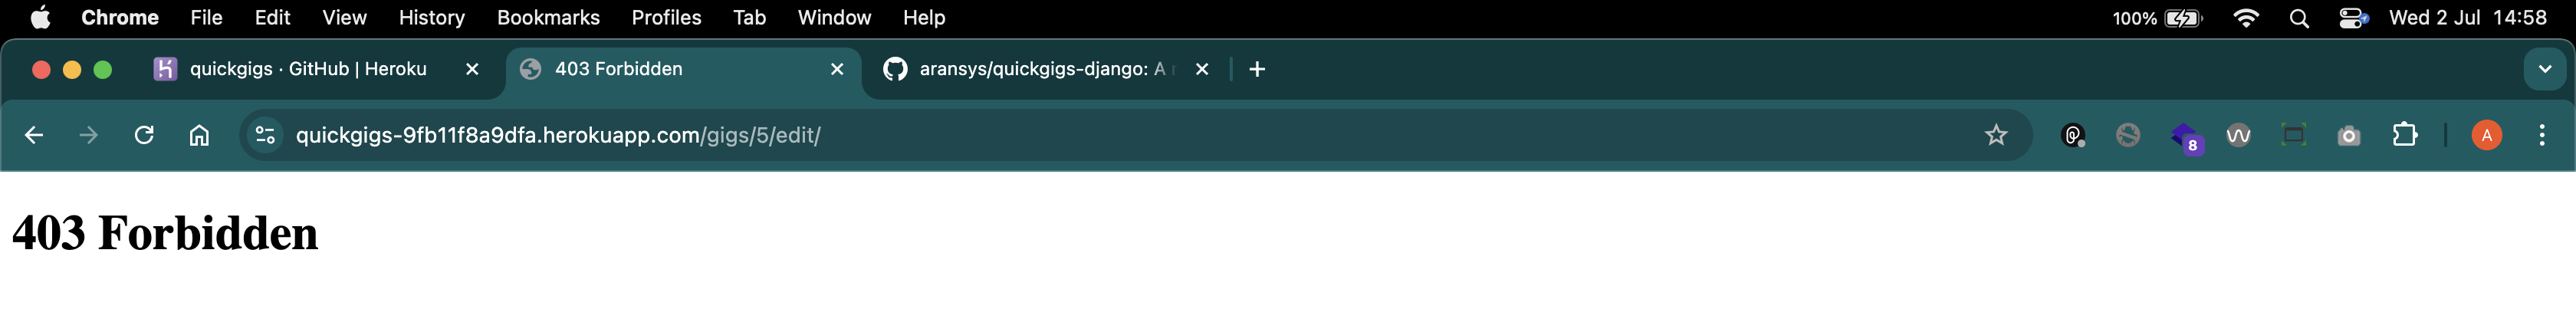 Chrome File Edit View History Bookmarks Profiles Tab Window Help 100% Wed 2 Jul 14:58
quickgigs · GitHub | Heroku 403 Forbidden aransys/quickgigs-django: A
quickgigs-9fb11f8a9dfa.herokuapp.com/gigs/5/edit/ 8 A
403 Forbidden